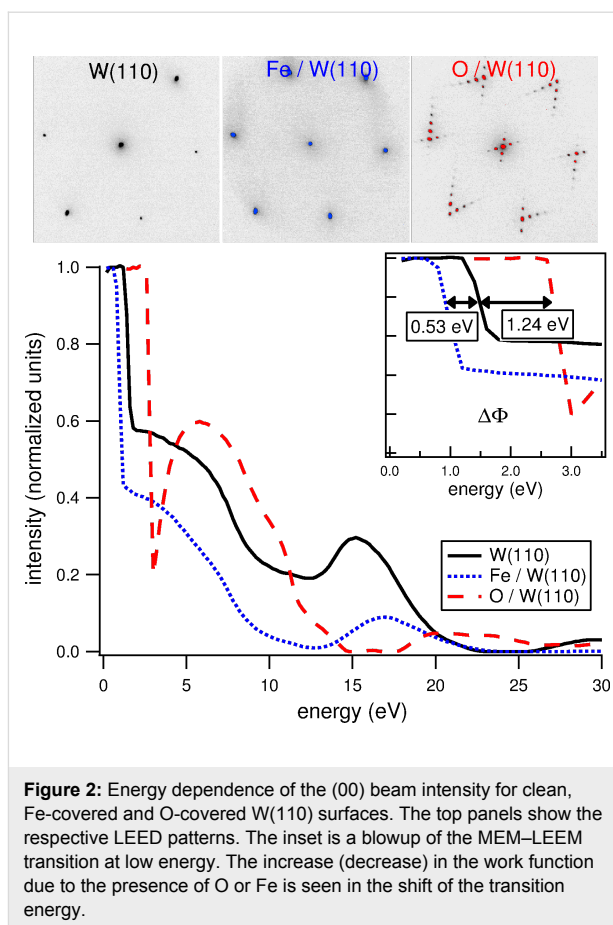 W(110)
Fe / W(110)
O / W(110)
1.0
0.8
0.6
0.4
0.2
0.0
intensity (normalized units)
0
5
10
15
20
25
30
energy (eV)
0.53 eV
1.24 eV
ΔΦ
0.0
1.0
2.0
3.0
energy (eV)
W(110)
Fe / W(110)
O / W(110)
Figure 2: Energy dependence of the (00) beam intensity for clean,
Fe-covered and O-covered W(110) surfaces. The top panels show the
respective LEED patterns. The inset is a blowup of the MEM–LEEM
transition at low energy. The increase (decrease) in the work function
due to the presence of O or Fe is seen in the shift of the transition
energy.